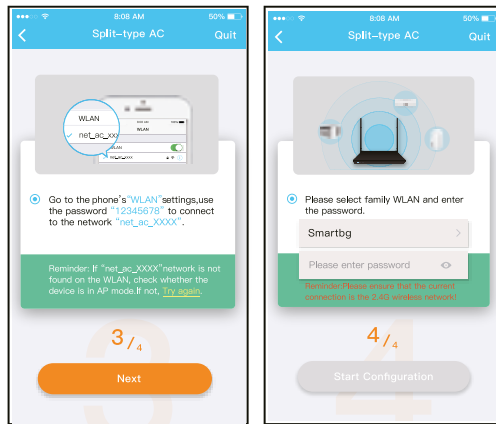 8:08 AM
50%
Split-type AC
Quit
WLAN
net_ac_xxx
WLAN
WLAN
net_ac_xxxx
Go to the phone's"WLAN"settings,use
the password "12345678" to connect
to the network "net_ac_XXXX".
Reminder: If "net_ac_XXXX"network is not
found on the WLAN, check whether the
device is in AP mode.If not, Try again.
3/4
Next
8:08 AM
50%
Split-type AC
Quit
Please select family WLAN and enter
the password.
Smartbg
Please enter password
Reminder:Please ensure that the current
connection is the 2.4G wireless network!
4/4
Start Configuration